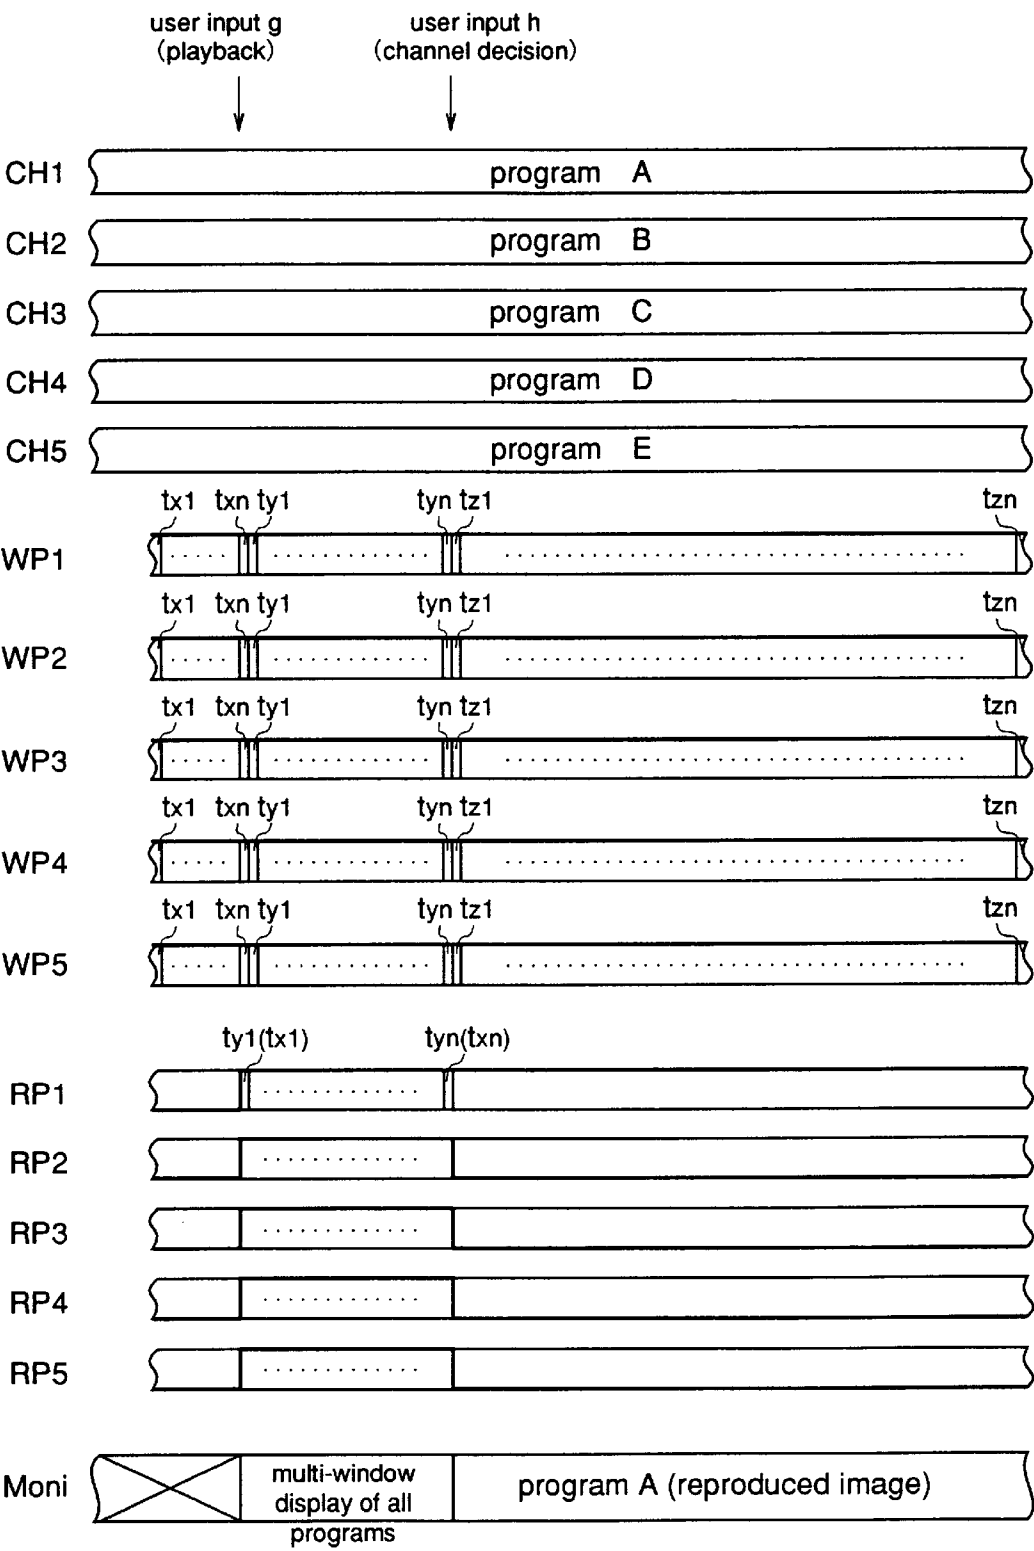 user input g
(playback)
user input h
(channel decision)
CH1 program A
CH2 program B
CH3 program C
CH4 program D
CH5 program E
tx1 txn ty1 tyn tz1 tzn
WP1
tx1 txn ty1 tyn tz1 tzn
WP2
tx1 txn ty1 tyn tz1 tzn
WP3
tx1 txn ty1 tyn tz1 tzn
WP4
tx1 txn ty1 tyn tz1 tzn
WP5
ty1(tx1) tyn(txn)
RP1
RP2
RP3
RP4
RP5
Moni
multi-window
display of all
programs
program A (reproduced image)